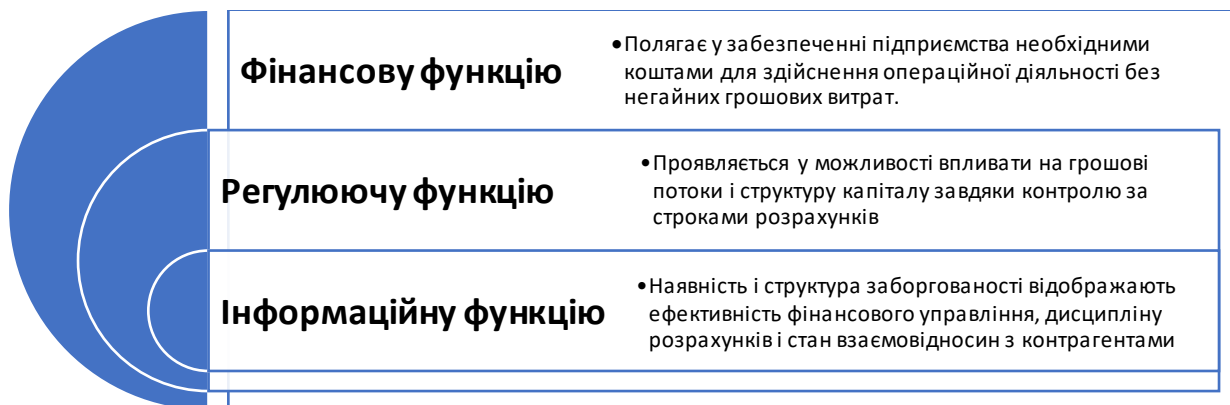 Фінансову функцію
•Полягає у забезпеченні підприємства необхідними
коштами для здійснення операційної діяльності без
негайних грошових витрат.
Регулюючу функцію
•Проявляється у можливості впливати на грошові
потоки і структуру капіталу завдяки контролю за
строками розрахунків
Інформаційну функцію
•Наявність і структура заборгованості відображають
ефективність фінансового управління, дисципліну
розрахунків і стан взаємовідносин з контрагентами